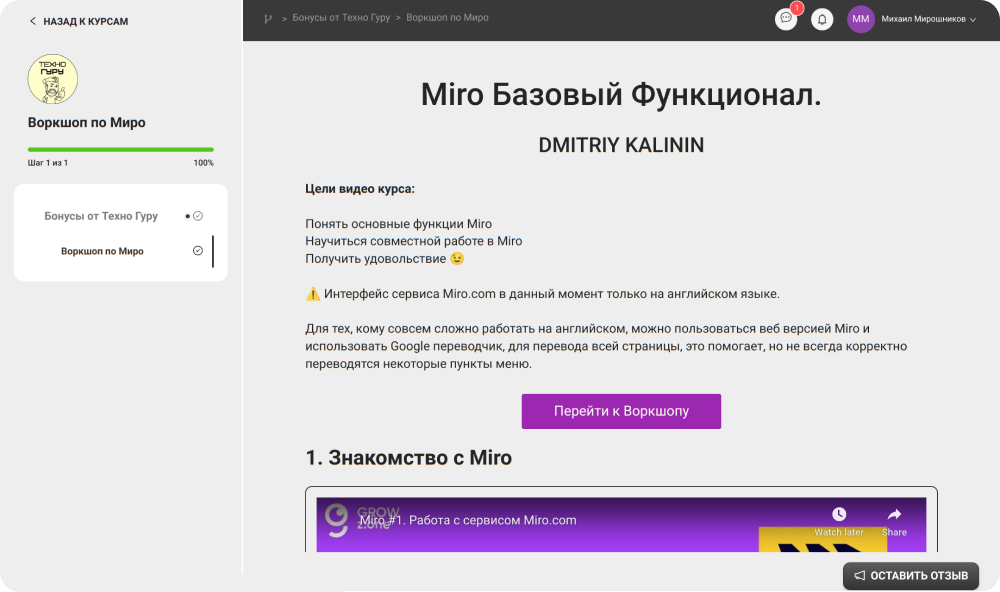 НАЗАД К КУРСАМ
ТЕХНО
ГУРУ
Воркшоп по Миро
Шаг 1 из 1
100%
Бонусы от Техно Гуру
Воркшоп по Миро
> Бонусы от Техно Гуру > Воркшоп по Миро
1
ММ
Михаил Мирошников
Miro Базовый Функционал.
DMITRIY KALININ
Цели видео курса:
Понять основные функции Miro
Научиться совместной работе в Miro
Получить удовольствие 😉
⚠️ Интерфейс сервиса Miro.com в данный момент только на английском языке.
Для тех, кому совсем сложно работать на английском, можно пользоваться веб версией Miro и
использовать Google переводчик, для перевода всей страницы, это помогает, но не всегда корректно
переводятся некоторые пункты меню.
Перейти к Воркшопу
1. Знакомство с Miro
GROW
z.one
Miro #1. Работа с сервисом Miro.com
Watch later
Share
ОСТАВИТЬ ОТЗЫВ